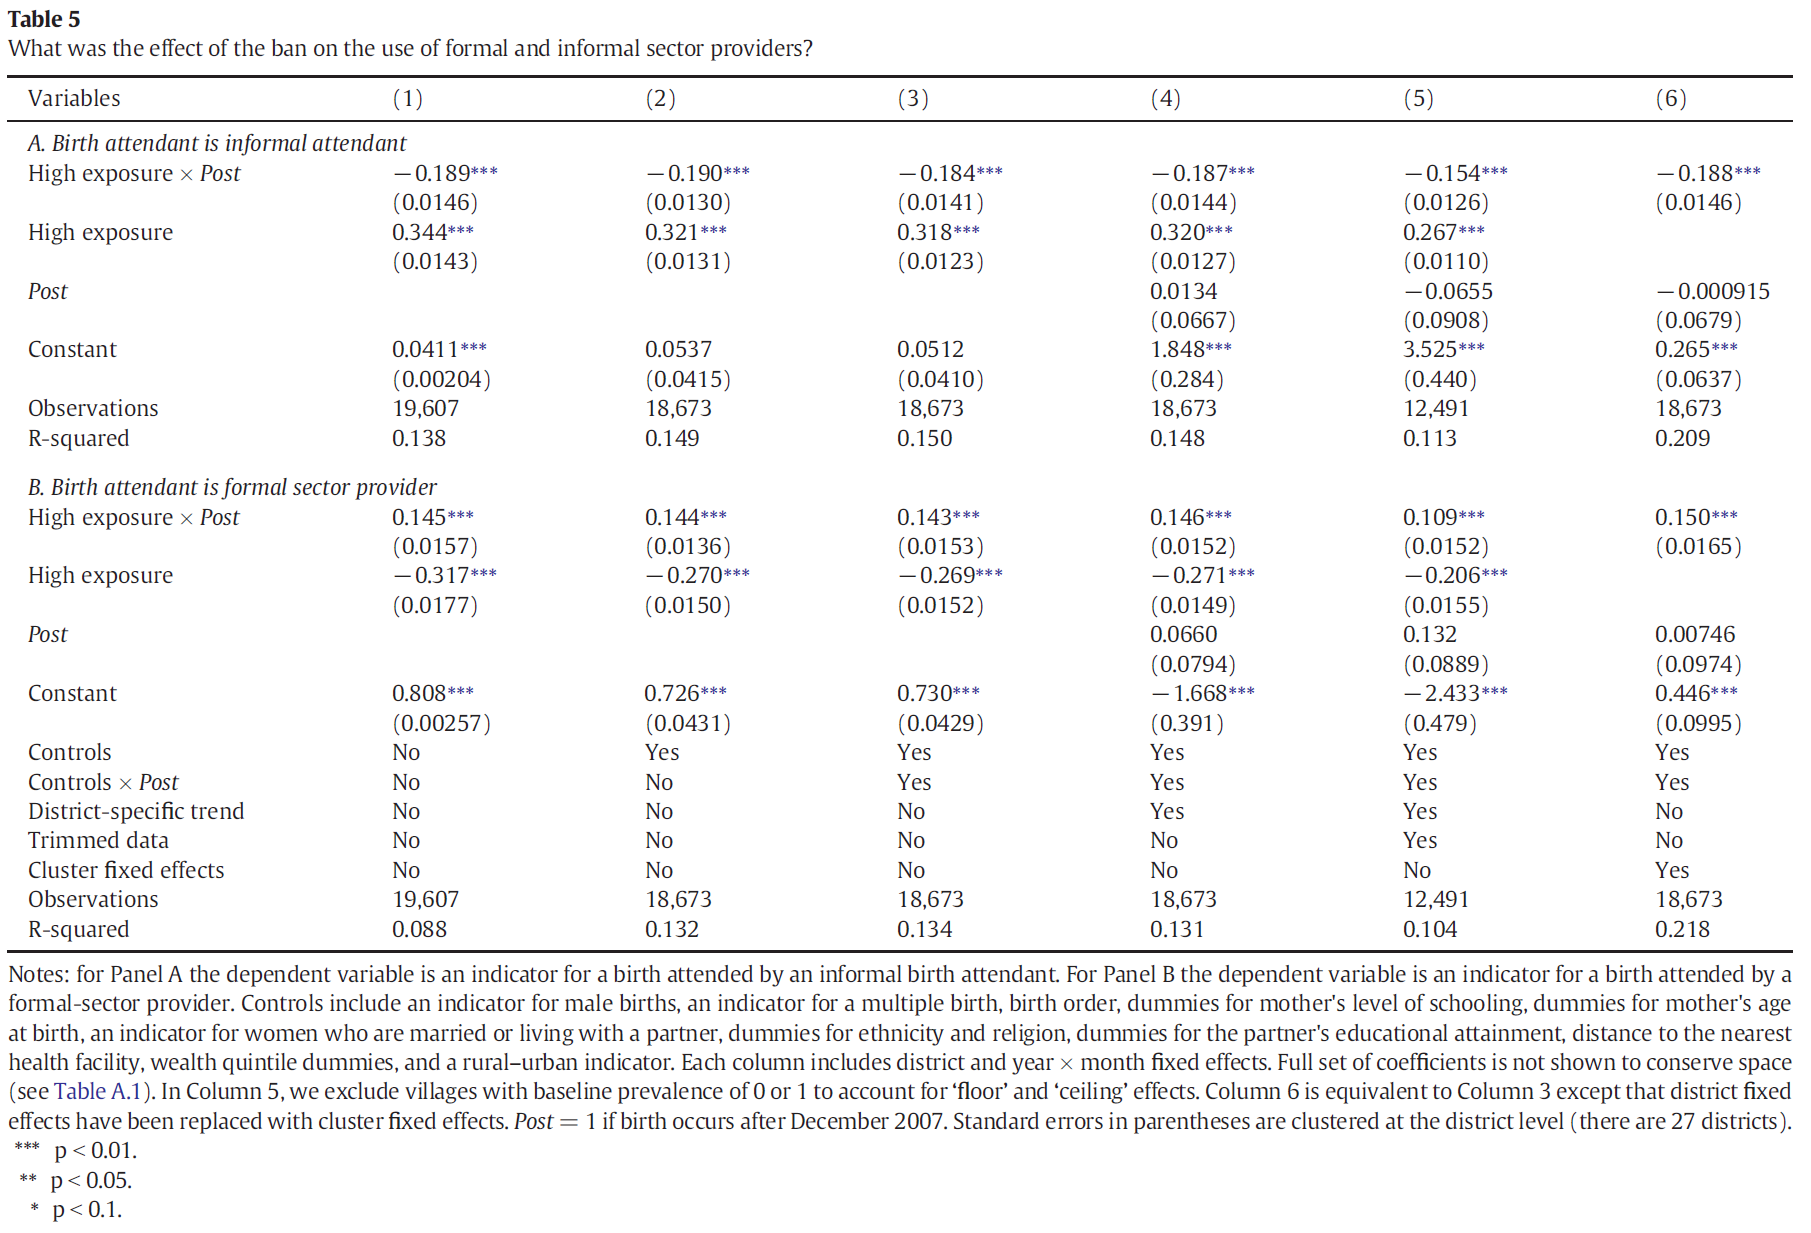 Table 5
What was the effect of the ban on the use of formal and informal sector providers?
Variables (1) (2) (3) (4) (5) (6)
A. Birth attendant is informal attendant
High exposure × Post −0.189*** −0.190*** −0.184*** −0.187*** −0.154*** −0.188***
(0.0146) (0.0130) (0.0141) (0.0144) (0.0126) (0.0146)
High exposure 0.344*** 0.321*** 0.318*** 0.320*** 0.267***
(0.0143) (0.0131) (0.0123) (0.0127) (0.0110)
Post 0.0134 −0.0655 −0.000915
(0.0667) (0.0908) (0.0679)
Constant 0.0411*** 0.0537 0.0512 1.848*** 3.525*** 0.265***
(0.00204) (0.0415) (0.0410) (0.284) (0.440) (0.0637)
Observations 19,607 18,673 18,673 18,673 12,491 18,673
R-squared 0.138 0.149 0.150 0.148 0.113 0.209
B. Birth attendant is formal sector provider
High exposure × Post 0.145*** 0.144*** 0.143*** 0.146*** 0.109*** 0.150***
(0.0157) (0.0136) (0.0153) (0.0152) (0.0152) (0.0165)
High exposure −0.317*** −0.270*** −0.269*** −0.271*** −0.206***
(0.0177) (0.0150) (0.0152) (0.0149) (0.0155)
Post 0.0660 0.132 0.00746
(0.0794) (0.0889) (0.0974)
Constant 0.808*** 0.726*** 0.730*** −1.668*** −2.433*** 0.446***
(0.00257) (0.0431) (0.0429) (0.391) (0.479) (0.0995)
Controls No Yes Yes Yes Yes Yes
Controls × Post No No Yes Yes Yes Yes
District-specific trend No No No Yes Yes No
Trimmed data No No No No Yes No
Cluster fixed effects No No No No No Yes
Observations 19,607 18,673 18,673 18,673 12,491 18,673
R-squared 0.088 0.132 0.134 0.131 0.104 0.218
Notes: for Panel A the dependent variable is an indicator for a birth attended by an informal birth attendant. For Panel B the dependent variable is an indicator for a birth attended by a
formal-sector provider. Controls include an indicator for male births, an indicator for a multiple birth, birth order, dummies for mother's level of schooling, dummies for mother's age
at birth, an indicator for women who are married or living with a partner, dummies for ethnicity and religion, dummies for the partner's educational attainment, distance to the nearest
health facility, wealth quintile dummies, and a rural–urban indicator. Each column includes district and year × month fixed effects. Full set of coefficients is not shown to conserve space
(see Table A.1). In Column 5, we exclude villages with baseline prevalence of 0 or 1 to account for ‘floor’ and ‘ceiling’ effects. Column 6 is equivalent to Column 3 except that district fixed
effects have been replaced with cluster fixed effects. Post = 1 if birth occurs after December 2007. Standard errors in parentheses are clustered at the district level (there are 27 districts).
*** p < 0.01.
** p < 0.05.
* p < 0.1.